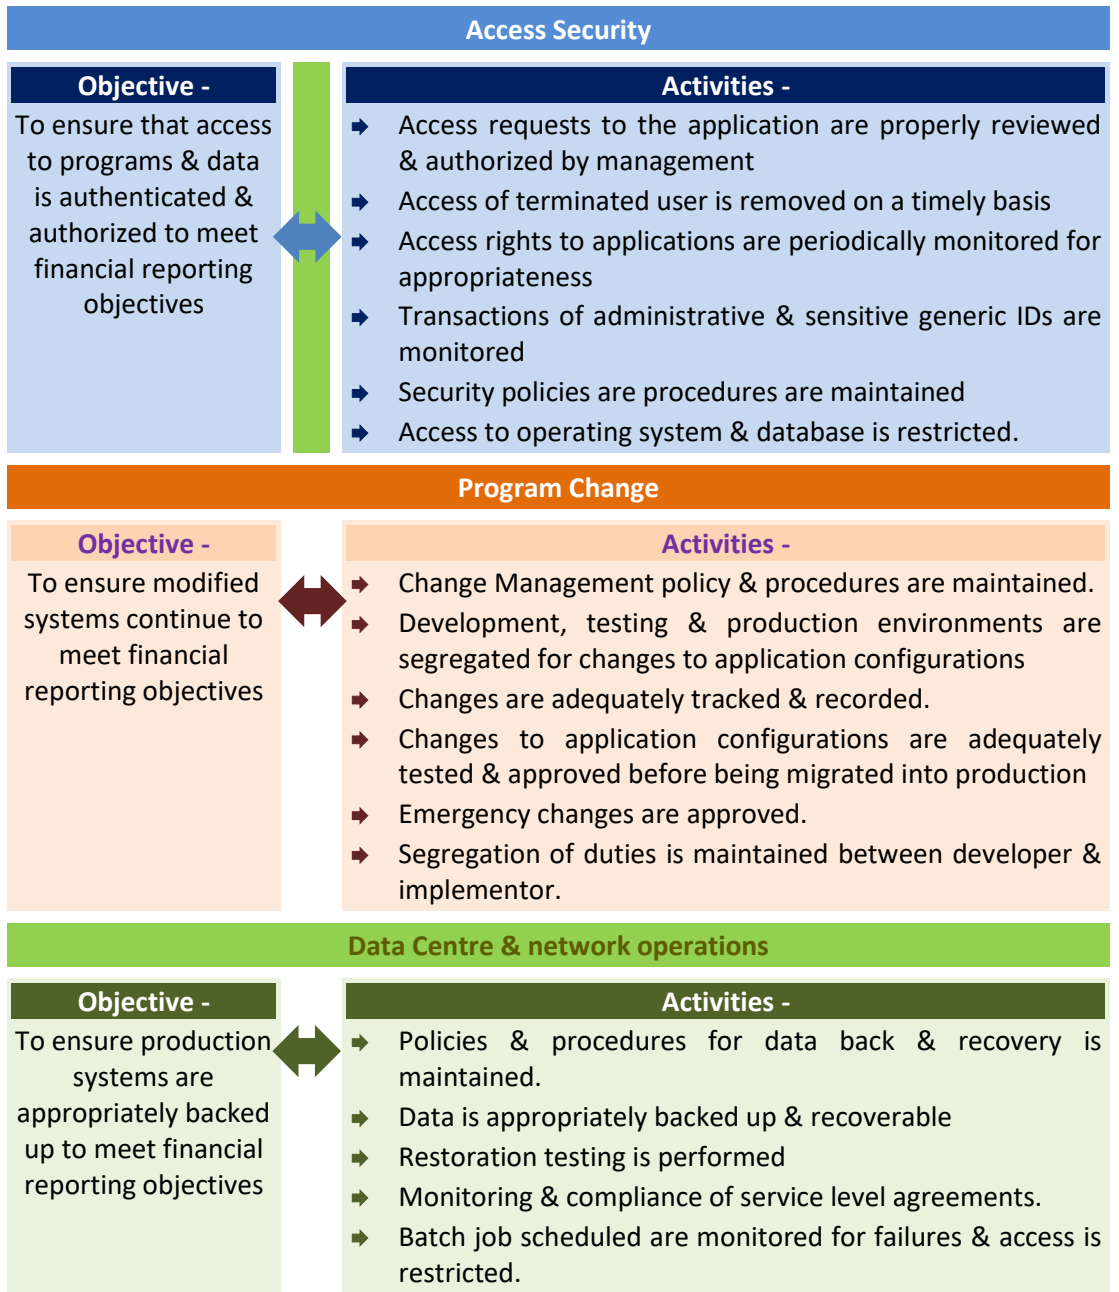 Access Security
Objective -
To ensure that access
to programs & data
is authenticated &
authorized to meet
financial reporting
objectives
Activities -
Access requests to the application are properly reviewed
& authorized by management
Access of terminated user is removed on a timely basis
Access rights to applications are periodically monitored for
appropriateness
Transactions of administrative & sensitive generic IDs are
monitored
Security policies are procedures are maintained
Access to operating system & database is restricted.
Program Change
Objective -
To ensure modified
systems continue to
meet financial
reporting objectives
Activities -
Change Management policy & procedures are maintained.
Development, testing & production environments are
segregated for changes to application configurations
Changes are adequately tracked & recorded.
Changes to application configurations are adequately
tested & approved before being migrated into production
Emergency changes are approved.
Segregation of duties is maintained between developer &
implementor.
Data Centre & network operations
Objective -
To ensure production
systems are
appropriately backed
up to meet financial
reporting objectives
Activities -
Policies & procedures for data back & recovery is
maintained.
Data is appropriately backed up & recoverable
Restoration testing is performed
Monitoring & compliance of service level agreements.
Batch job scheduled are monitored for failures & access is
restricted.